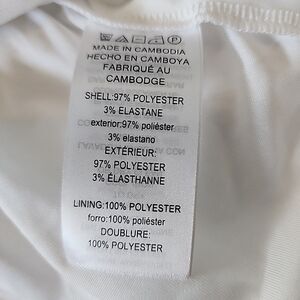 MADE IN CAMBODIA
HECHO EN CAMBOYA
FABRIQUÉ AU
CAMBODGE
SHELL:97% POLYESTER
3% ELASTANE
exterior:97% poliéster
3% elastano
EXTÉRIEUR:
97% POLYESTER
3% ÉLASTHANNE
LINING:100% POLYESTER
forro:100% poliéster
DOUBLURE:
100% POLYESTER